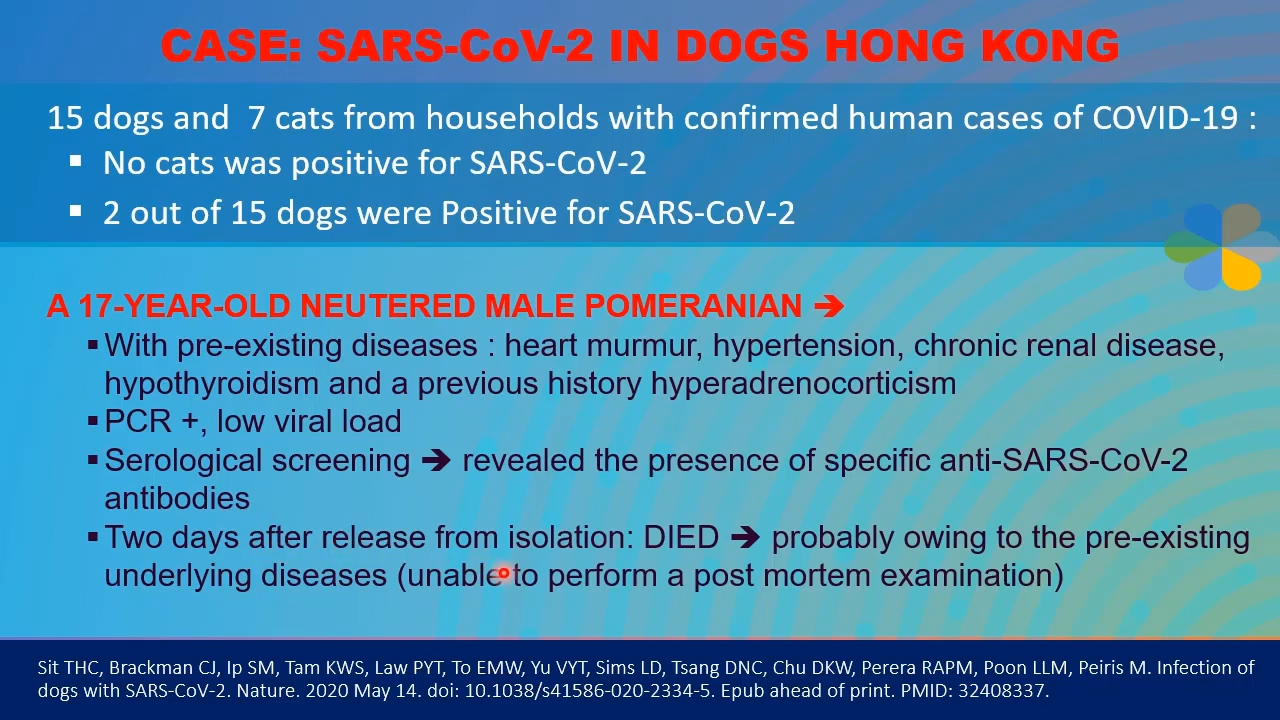 CASE: SARS-CoV-2 IN DOGS HONG KONG
15 dogs and 7 cats from households with confirmed human cases of COVID-19 :
▪ No cats was positive for SARS-CoV-2
▪ 2 out of 15 dogs were Positive for SARS-CoV-2
A 17-YEAR-OLD NEUTERED MALE POMERANIAN ➔
▪ With pre-existing diseases : heart murmur, hypertension, chronic renal disease,
hypothyroidism and a previous history hyperadrenocorticism
▪ PCR +, low viral load
▪ Serological screening ➔ revealed the presence of specific anti-SARS-CoV-2
antibodies
▪ Two days after release from isolation: DIED ➔ probably owing to the pre-existing
underlying diseases (unable to perform a post mortem examination)
Sit THC, Brackman CJ, Ip SM, Tam KWS, Law PYT, To EMW, Yu VYT, Sims LD, Tsang DNC, Chu DKW, Perera RAPM, Poon LLM, Peiris M. Infection of
dogs with SARS-CoV-2. Nature. 2020 May 14. doi: 10.1038/s41586-020-2334-5. Epub ahead of print. PMID: 32408337.